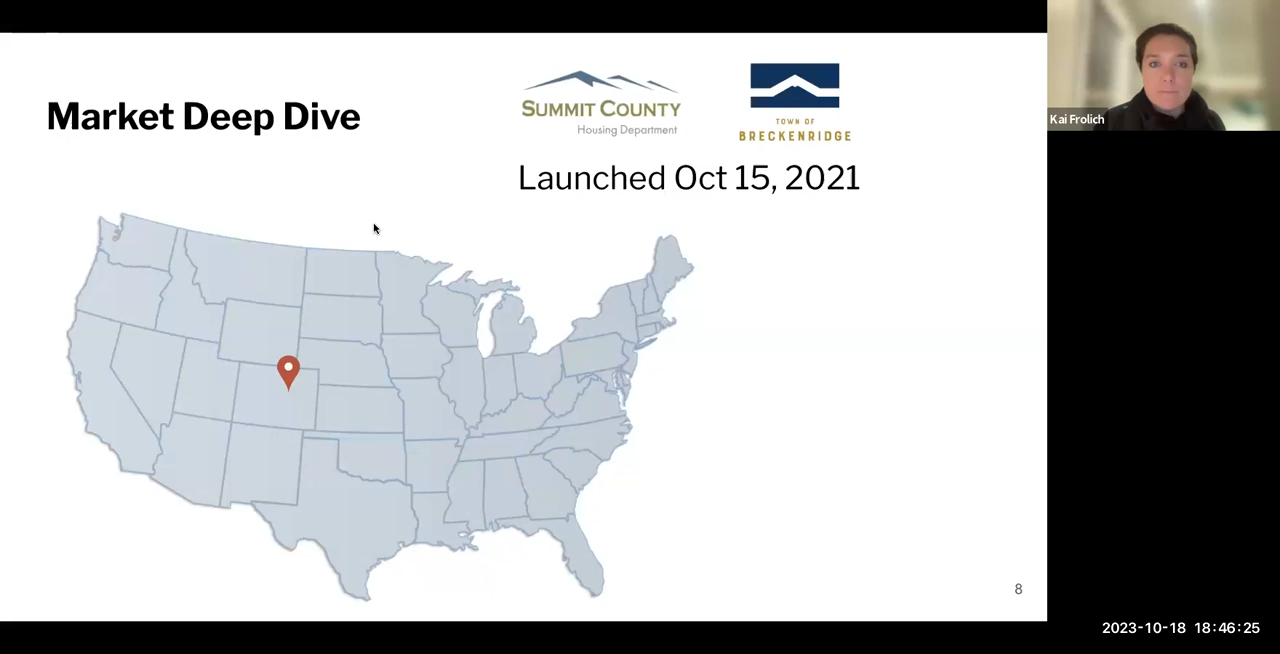 Market Deep Dive
SUMMIT COUNTY
Housing Department
TOWN OF
BRECKENRIDGE
Launched Oct 15, 2021
8
Kai Frolich
2023-10-18 18:46:25